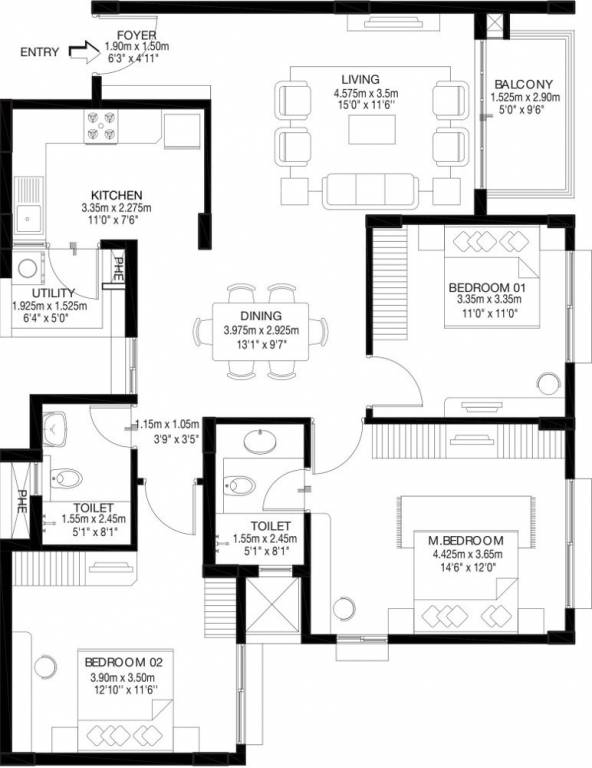 ENTRY
FOYER
1.90m x 1.50m
6'3" x 4'11"
LIVING
4.575m x 3.5m
15'0" x 11'6''
BALCONY
1.525m x 2.90m
5'0" x 9'6"
KITCHEN
3.35m x 2.275m
11'0" x 7'6"
PHE
UTILITY
1.925m x 1.525m
6'4" x 5'0"
BEDROOM 01
3.35m x 3.35m
11'0" x 11'0"
DINING
3.975m x 2.925m
13'1" x 9'7"
1.15m x 1.05m
3'9" x 3'5"
PHE
TOILET
1.55m x 2.45m
5'1" x 8'1"
TOILET
1.55m x 2.45m
5'1" x 8'1"
M.BEDROOM
4.425m x 3.65m
14'6" x 12'0"
BEDROOM 02
3.90m x 3.50m
12'10'' x 11'6''